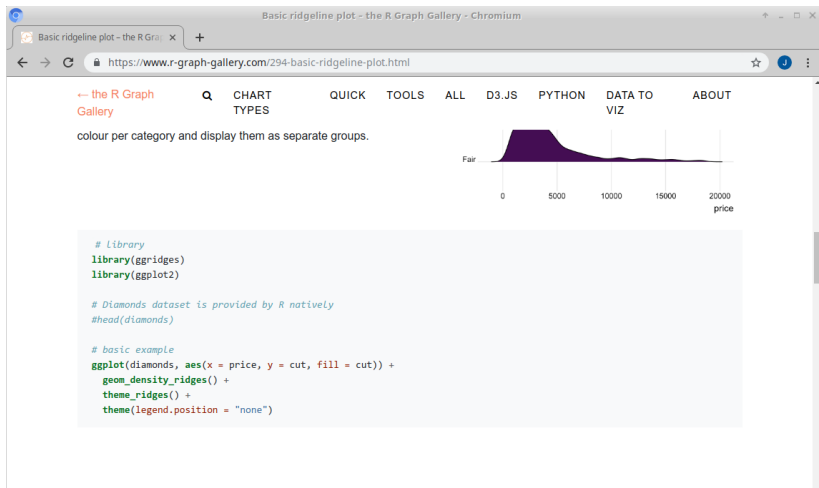 Basic ridgeline plot – the R Graph Gallery - Chromium
Basic ridgeline plot – the R Gra
https://www.r-graph-gallery.com/294-basic-ridgeline-plot.html
J
← the R Graph Gallery
CHART TYPES
QUICK
TOOLS
ALL
D3.JS
PYTHON
DATA TO VIZ
ABOUT
colour per category and display them as separate groups.
Fair
0 5000 10000 15000 20000
price
# library
library(ggridges)
library(ggplot2)
# Diamonds dataset is provided by R natively
#head(diamonds)
# basic example
ggplot(diamonds, aes(x = price, y = cut, fill = cut)) +
geom_density_ridges() +
theme_ridges() +
theme(legend.position = "none")